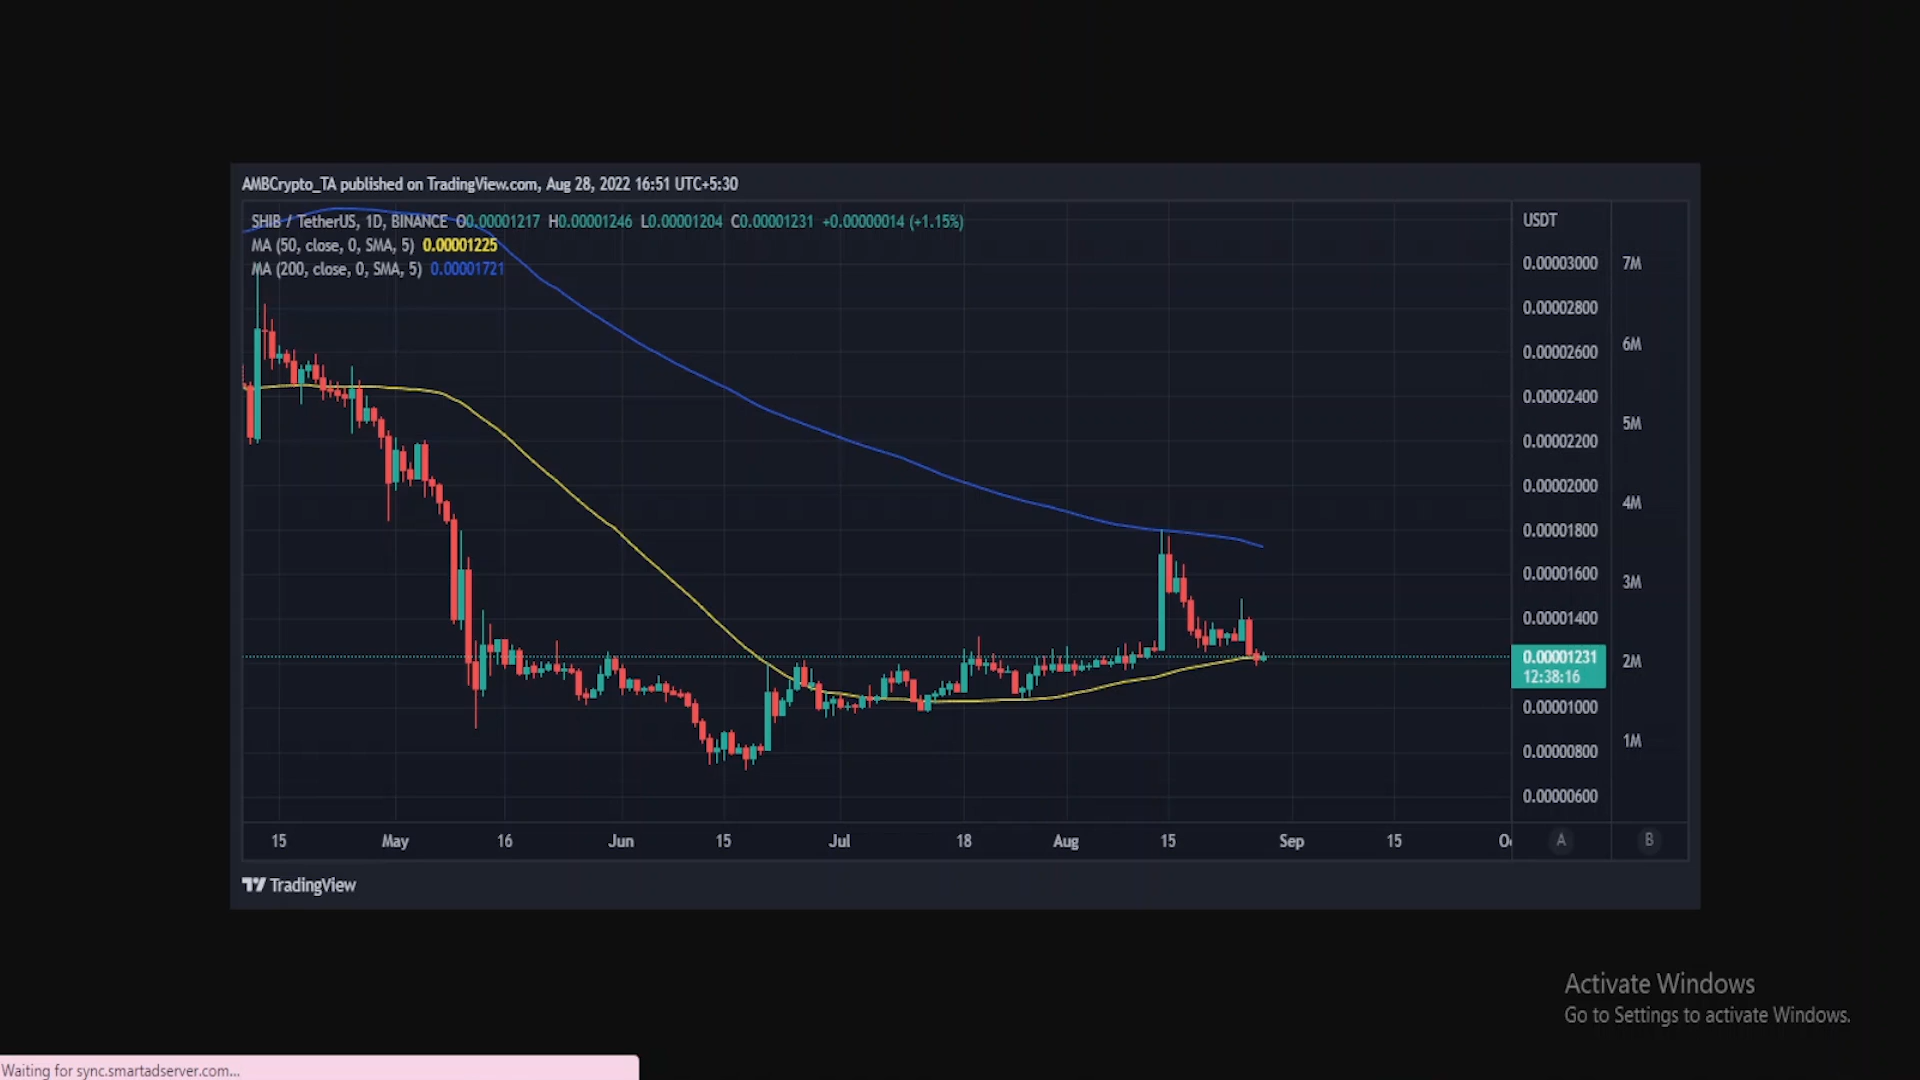 AMBCrypto_TA published on TradingView.com, Aug 28, 2022 16:51 UTC+5:30
SHIB / TetherUS, 1D, BINANCE O0.00001217 H0.00001246 L0.00001204 C0.00001231 +0.00000014 (+1.15%)
MA (50, close, 0, SMA, 5) 0.00001225
MA (200, close, 0, SMA, 5) 0.00001721
USDT
0.00003000 7M
0.00002800
6M
0.00002600
0.00002400
5M
0.00002200
0.00002000
4M
0.00001800
0.00001600
3M
0.00001400
0.00001231
2M
12:38:16
0.00001000
1M
0.00000800
0.00000600
15 May 16 Jun 15 Jul 18 Aug 15 Sep 15 A B
TradingView
Activate Windows
Go to Settings to activate Windows.
Waiting for sync.smartadserver.com...